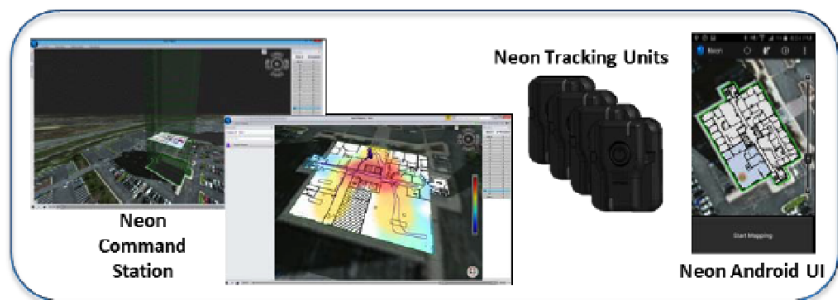 Neon Tracking Units
Neon
Start Mapping
Neon
Command
Station
Neon Android UI